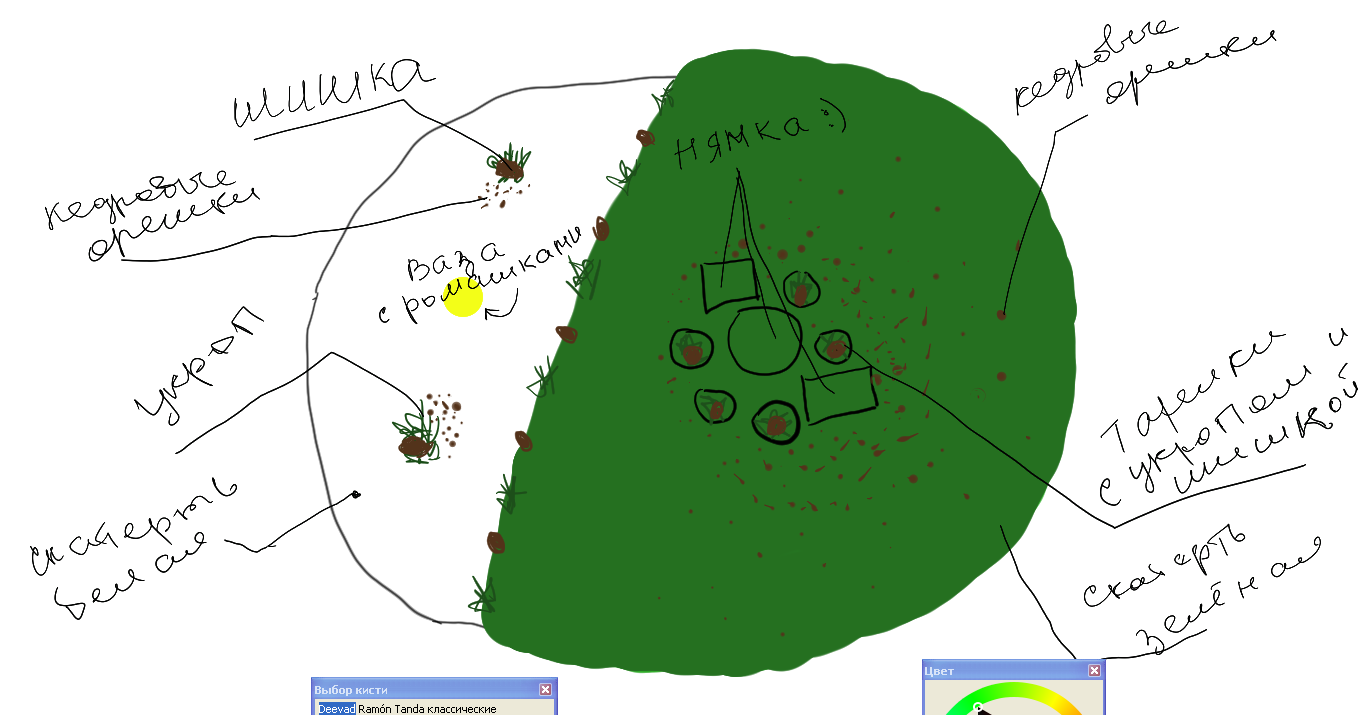 шишка
кедровые
орешки
ваза
с ромашками
укроп
скатерть
белая
НЯМКА :)
кедровые
орешки
Тарелки
с укропом и
шишкой
скатерть
зелёная
Выбор кисти
Deevad Ramón Tanda классические
Цвет